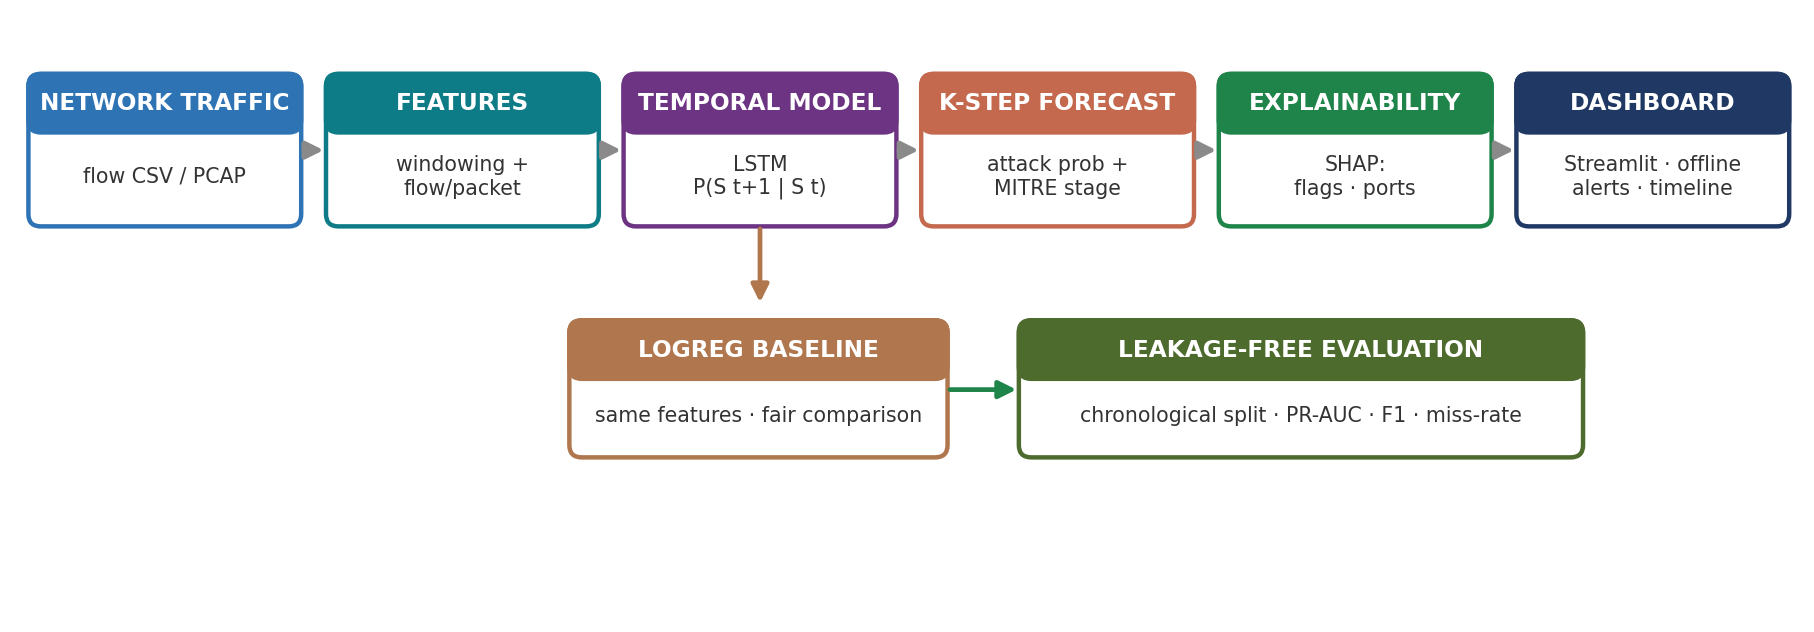 NETWORK TRAFFIC
flow CSV / PCAP
FEATURES
windowing +
flow/packet
TEMPORAL MODEL
LSTM
P(S t+1 | S t)
K-STEP FORECAST
attack prob +
MITRE stage
EXPLAINABILITY
SHAP:
flags · ports
DASHBOARD
Streamlit · offline
alerts · timeline
LOGREG BASELINE
same features · fair comparison
LEAKAGE-FREE EVALUATION
chronological split · PR-AUC · F1 · miss-rate